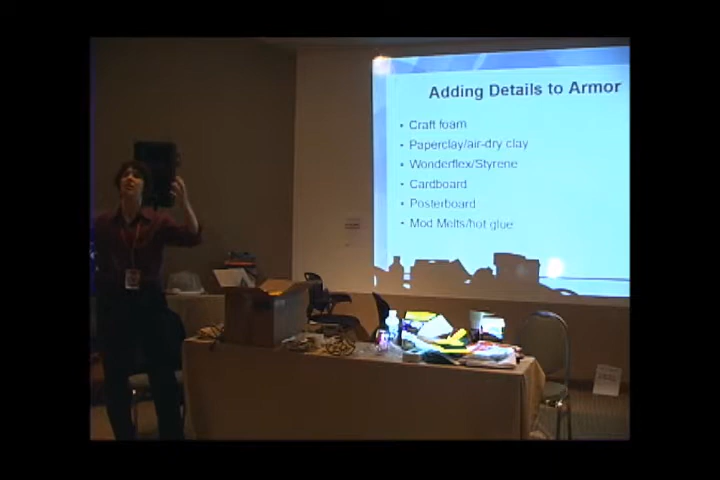 Adding Details to Armor
• Craft foam
• Paperclay/air-dry clay
• Wonderflex/Styrene
• Cardboard
• Posterboard
• Mod Melts/hot glue